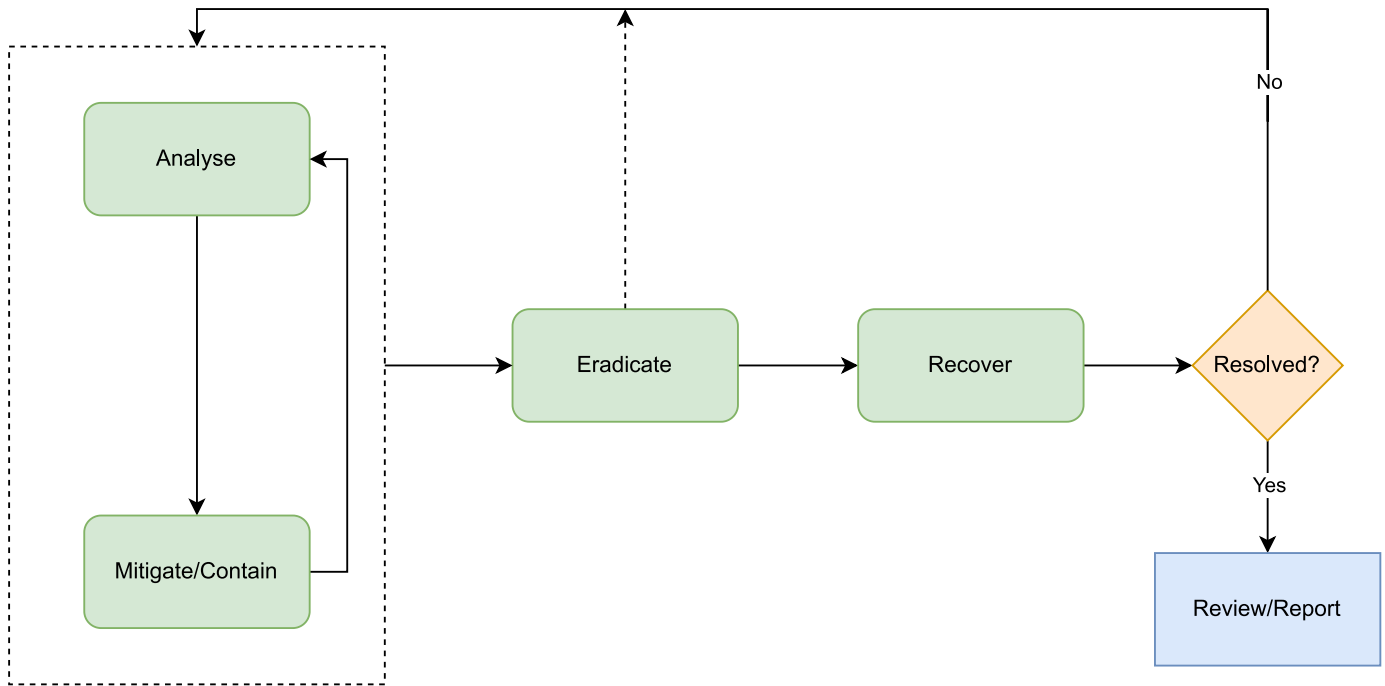 No
Analyse
Eradicate
Recover
Resolved?
Yes
Mitigate/Contain
Review/Report